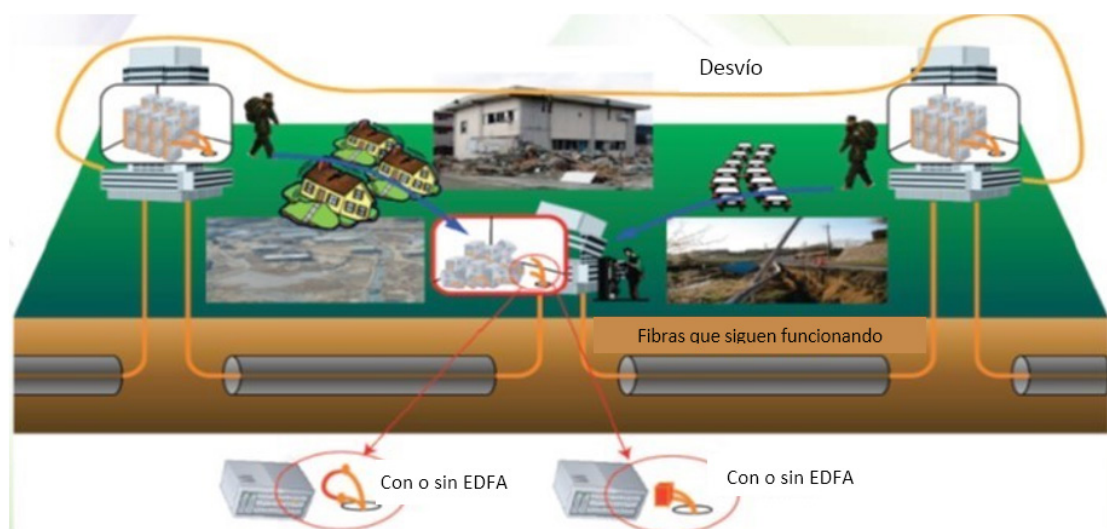 Desvío
Fibras que siguen funcionando
Con o sin EDFA
Con o sin EDFA